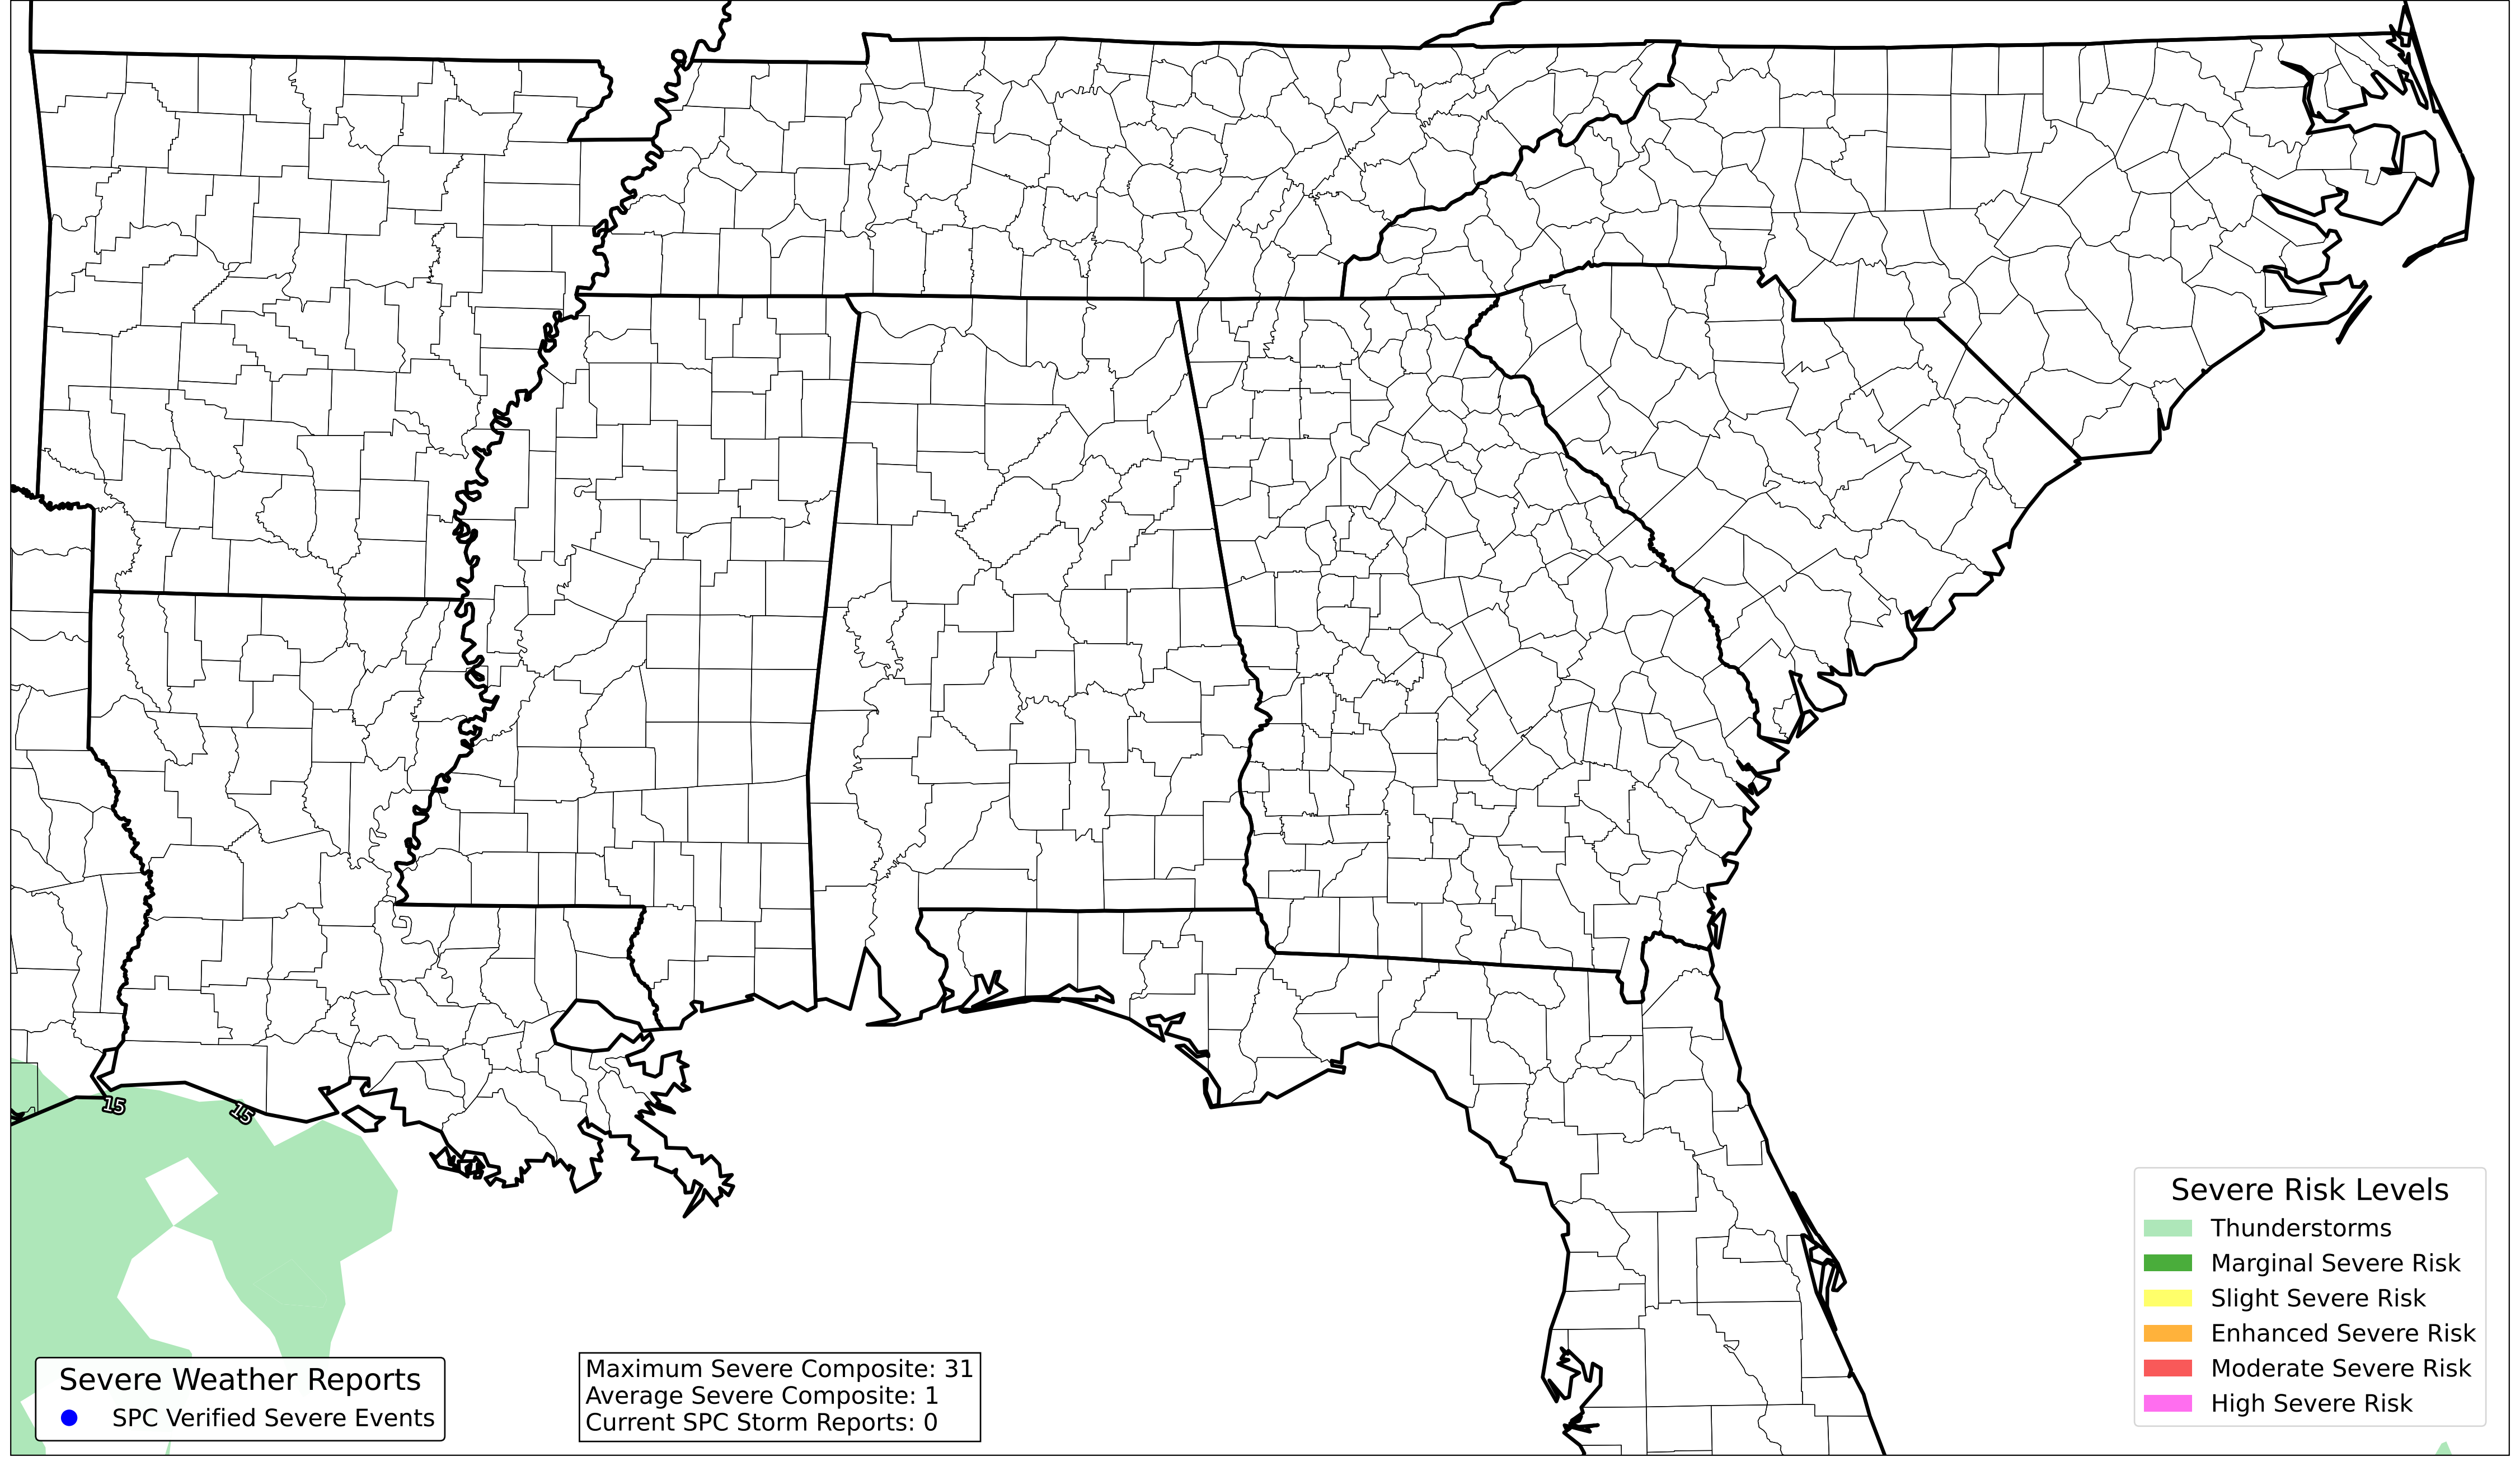 15
15
Severe Risk Levels
Thunderstorms
Marginal Severe Risk
Slight Severe Risk
Enhanced Severe Risk
Moderate Severe Risk
High Severe Risk
Severe Weather Reports
SPC Verified Severe Events
Maximum Severe Composite: 31
Average Severe Composite: 1
Current SPC Storm Reports: 0